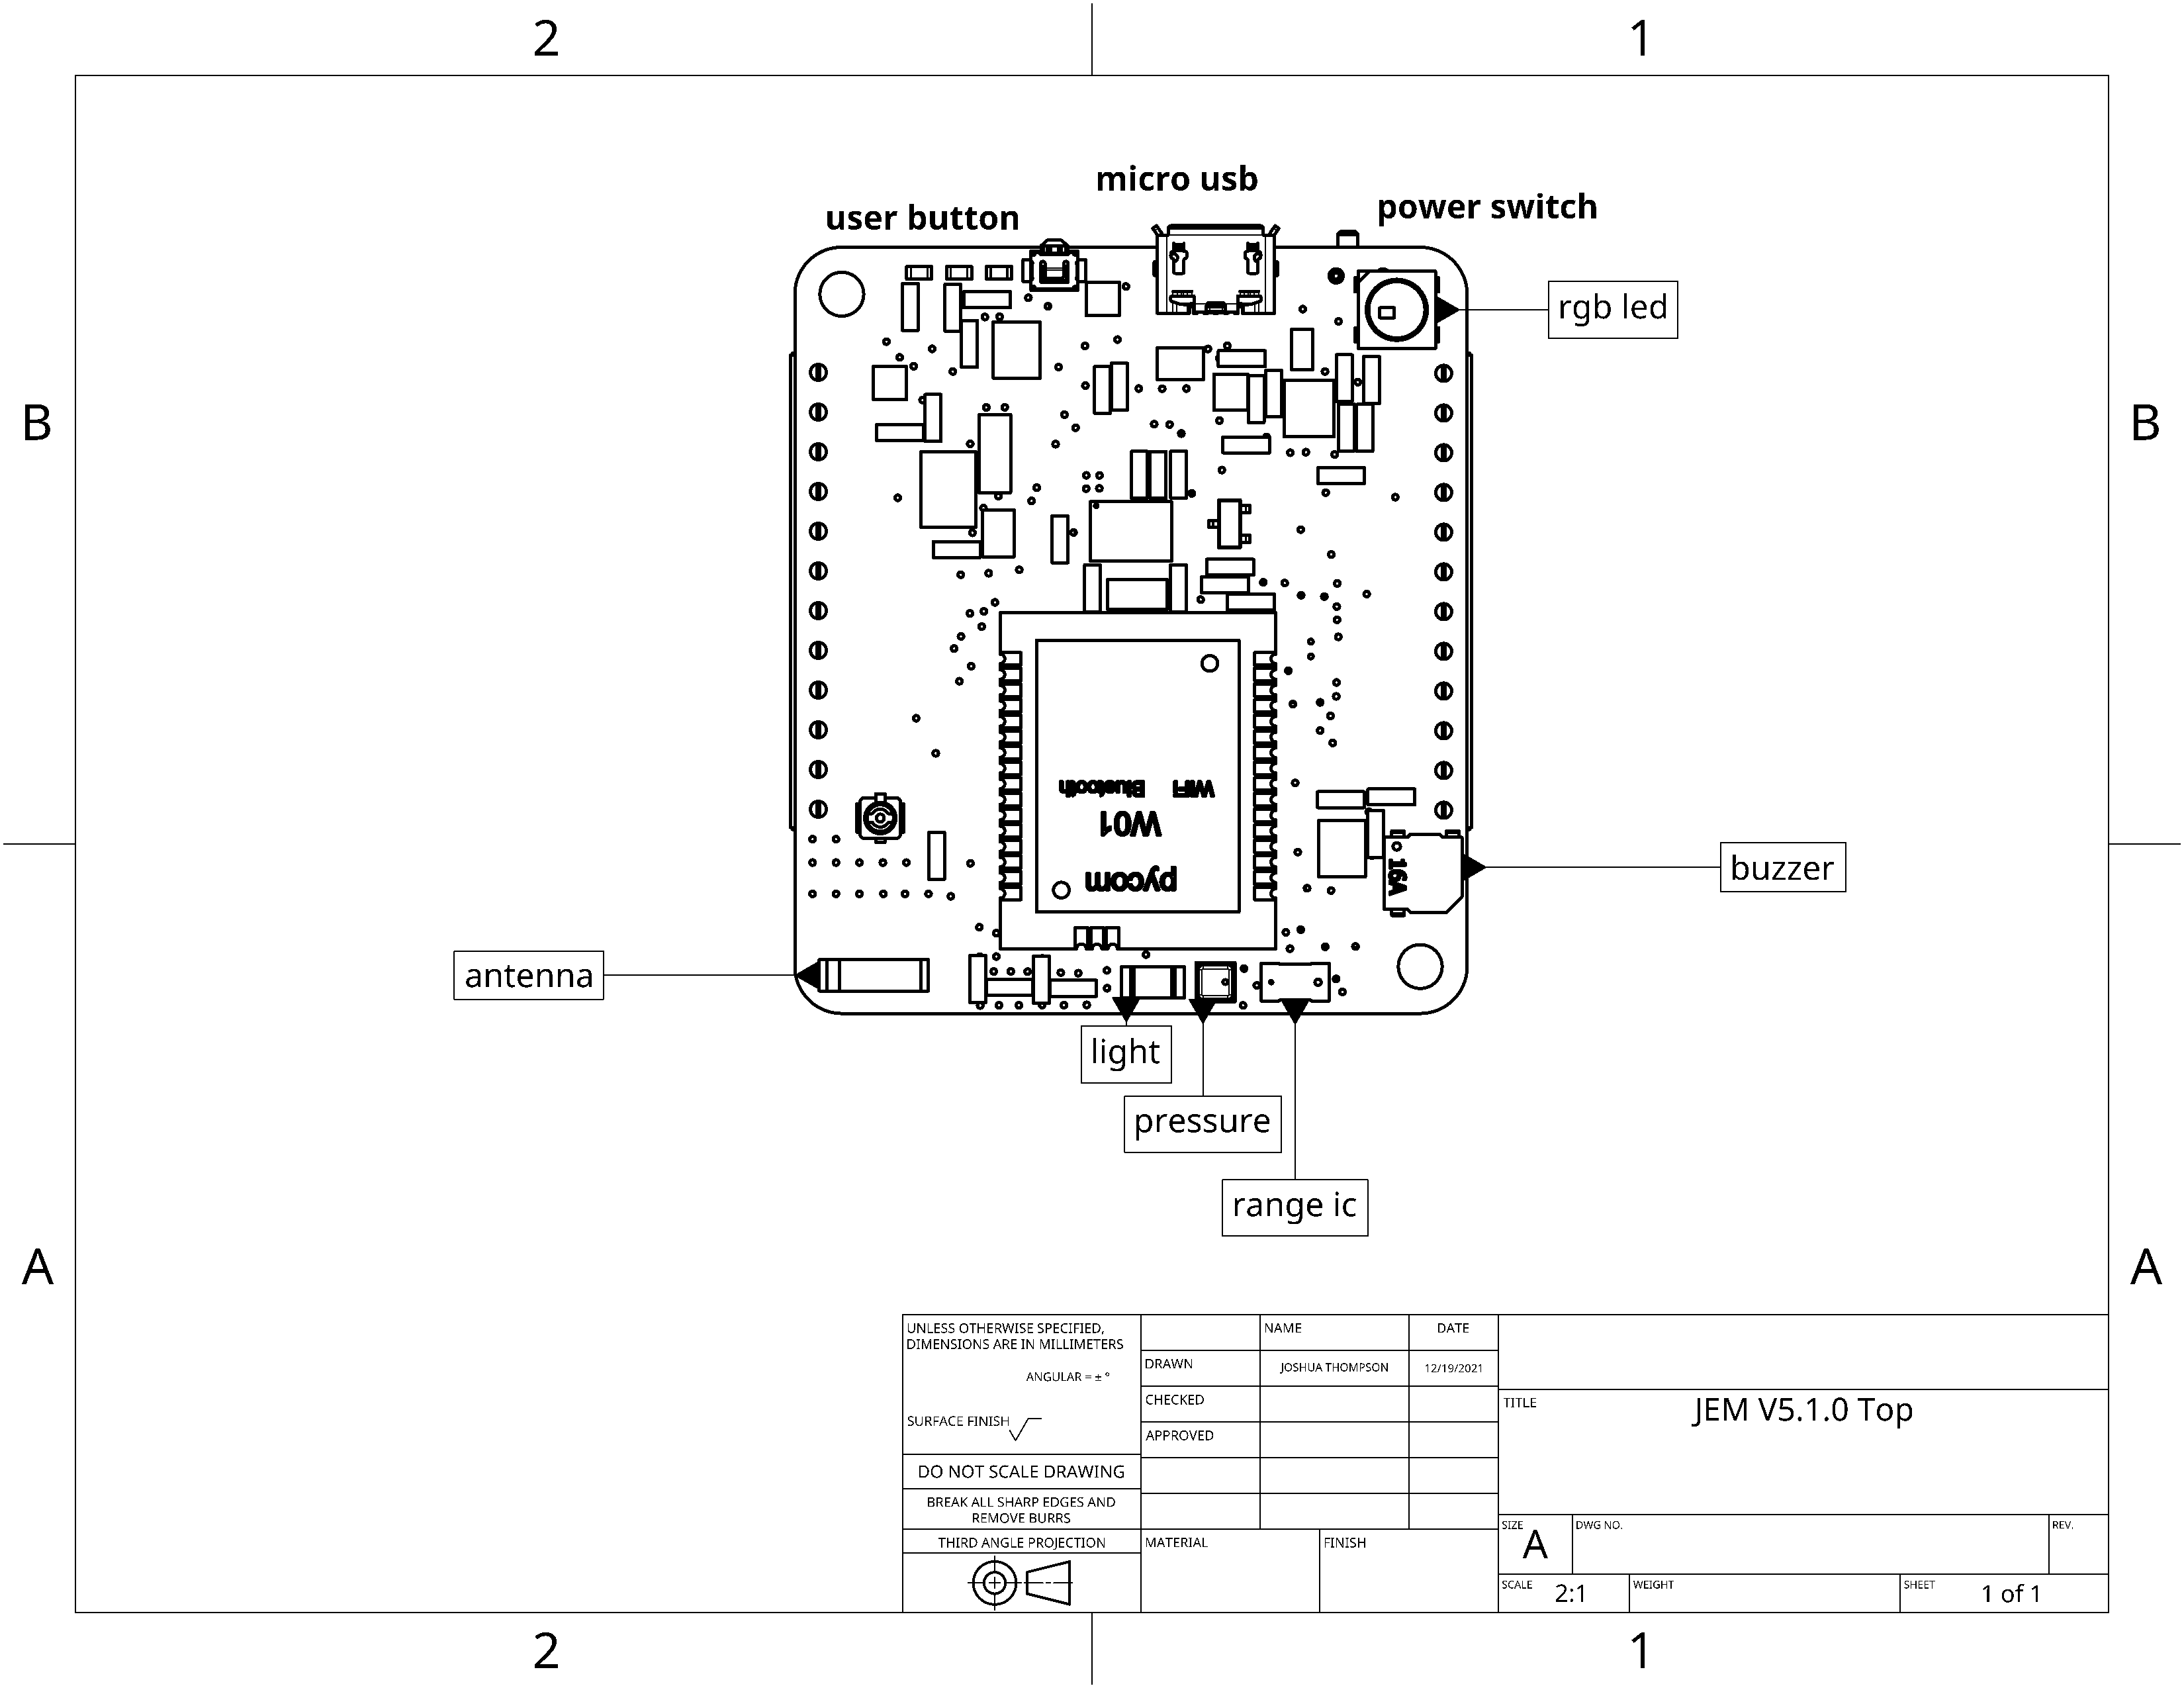 2
1
micro usb
power switch
user button
rgb led
B
B
WiFi
Bluetooth
W01
pycom
16A
buzzer
antenna
light
pressure
range ic
A
A
UNLESS OTHERWISE SPECIFIED,
DIMENSIONS ARE IN MILLIMETERS
ANGULAR = ± °
SURFACE FINISH
DO NOT SCALE DRAWING
BREAK ALL SHARP EDGES AND
REMOVE BURRS
THIRD ANGLE PROJECTION
NAME
DATE
DRAWN
JOSHUA THOMPSON
12/19/2021
CHECKED
APPROVED
MATERIAL
FINISH
TITLE
JEM V5.1.0 Top
SIZE
A
DWG NO.
REV.
SCALE
2:1
WEIGHT
SHEET
1 of 1
2
1